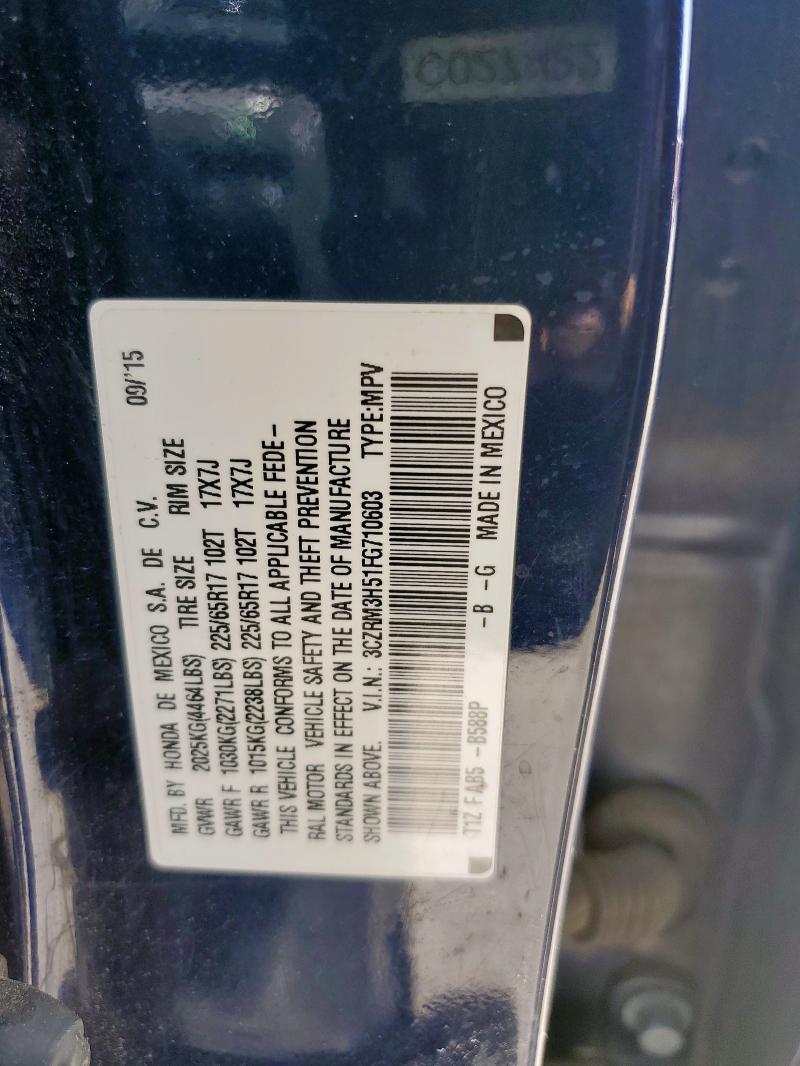 MFD. BY HONDA DE MEXICO S.A. DE C.V. 09/'15
GVWR 2025KG(4464LBS) TIRE SIZE RIM SIZE
GAWR F 1030KG(2271LBS) 225/65R17 102T 17X7J
GAWR R 1015KG(2238LBS) 225/65R17 102T 17X7J
THIS VEHICLE CONFORMS TO ALL APPLICABLE FEDE-
RAL MOTOR VEHICLE SAFETY AND THEFT PREVENTION
STANDARDS IN EFFECT ON THE DATE OF MANUFACTURE
SHOWN ABOVE. V.I.N.: 3CZRM3H51FG710603 TYPE:MPV
T1Z F AB5 -B588P -B -G MADE IN MEXICO